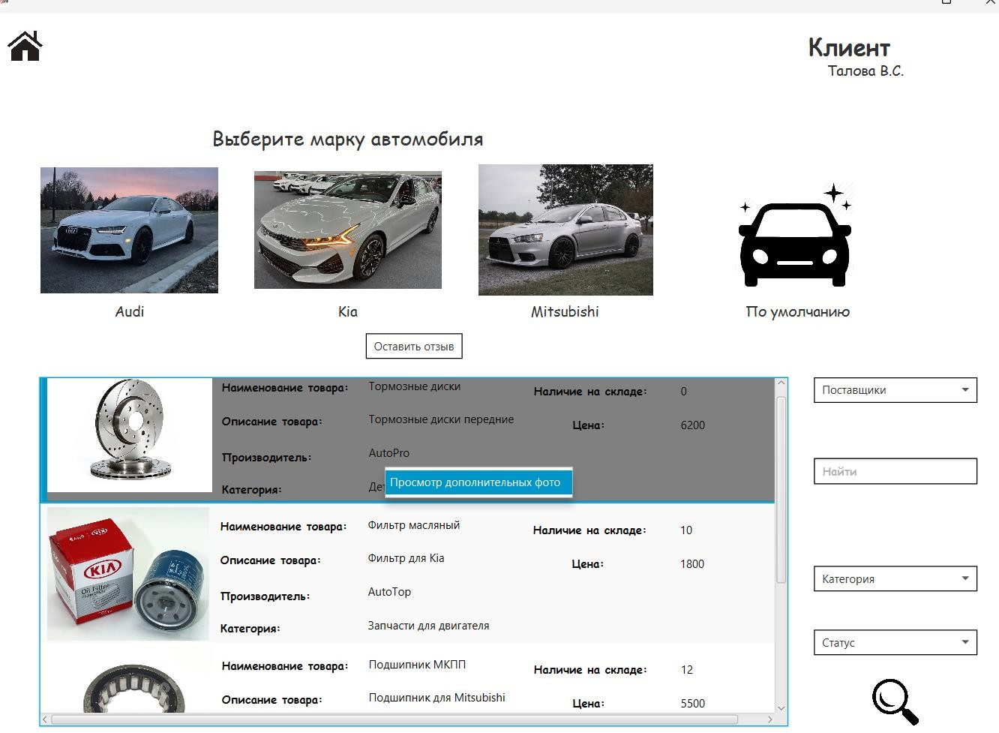 Клиент
Талова В.С.
Выберите марку автомобиля
Audi
Kia
Mitsubishi
По умолчанию
Оставить отзыв
Наименование товара: Тормозные диски Наличие на складе: 0
Описание товара: Тормозные диски передние Цена: 6200
Производитель: AutoPro
Категория: Дет
Просмотр дополнительных фото
Наименование товара: Фильтр масляный Наличие на складе: 10
Описание товара: Фильтр для Kia Цена: 1800
Производитель: AutoTop
Категория: Запчасти для двигателя
KIA
KIA
Oil Filter
Наименование товара: Подшипник МКПП Наличие на складе: 12
Описание товара: Подшипник для Mitsubishi Цена: 5500
Поставщики
Найти
Категория
Статус